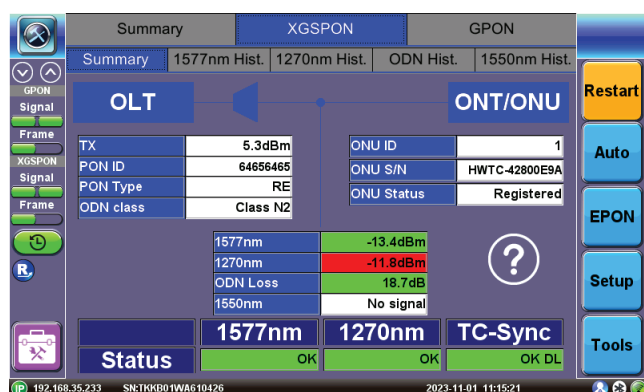 Summary XGSPON GPON
Summary 1577nm Hist. 1270nm Hist. ODN Hist. 1550nm Hist.
GPON
Signal
Frame
XGSPON
Signal
Frame
R
OLT ONT/ONU
TX 5.3dBm
PON ID 64656465
PON Type RE
ODN class Class N2
ONU ID 1
ONU S/N HWTC-42800E9A
ONU Status Registered
1577nm -13.4dBm
1270nm -11.8dBm
ODN Loss 18.7dB
1550nm No signal
?
1577nm 1270nm TC-Sync
Status OK OK OK DL
Restart
Auto
EPON
Setup
Tools
IP 192.168.35.233 SN:TKKB01WA610426 2023-11-01 11:15:21